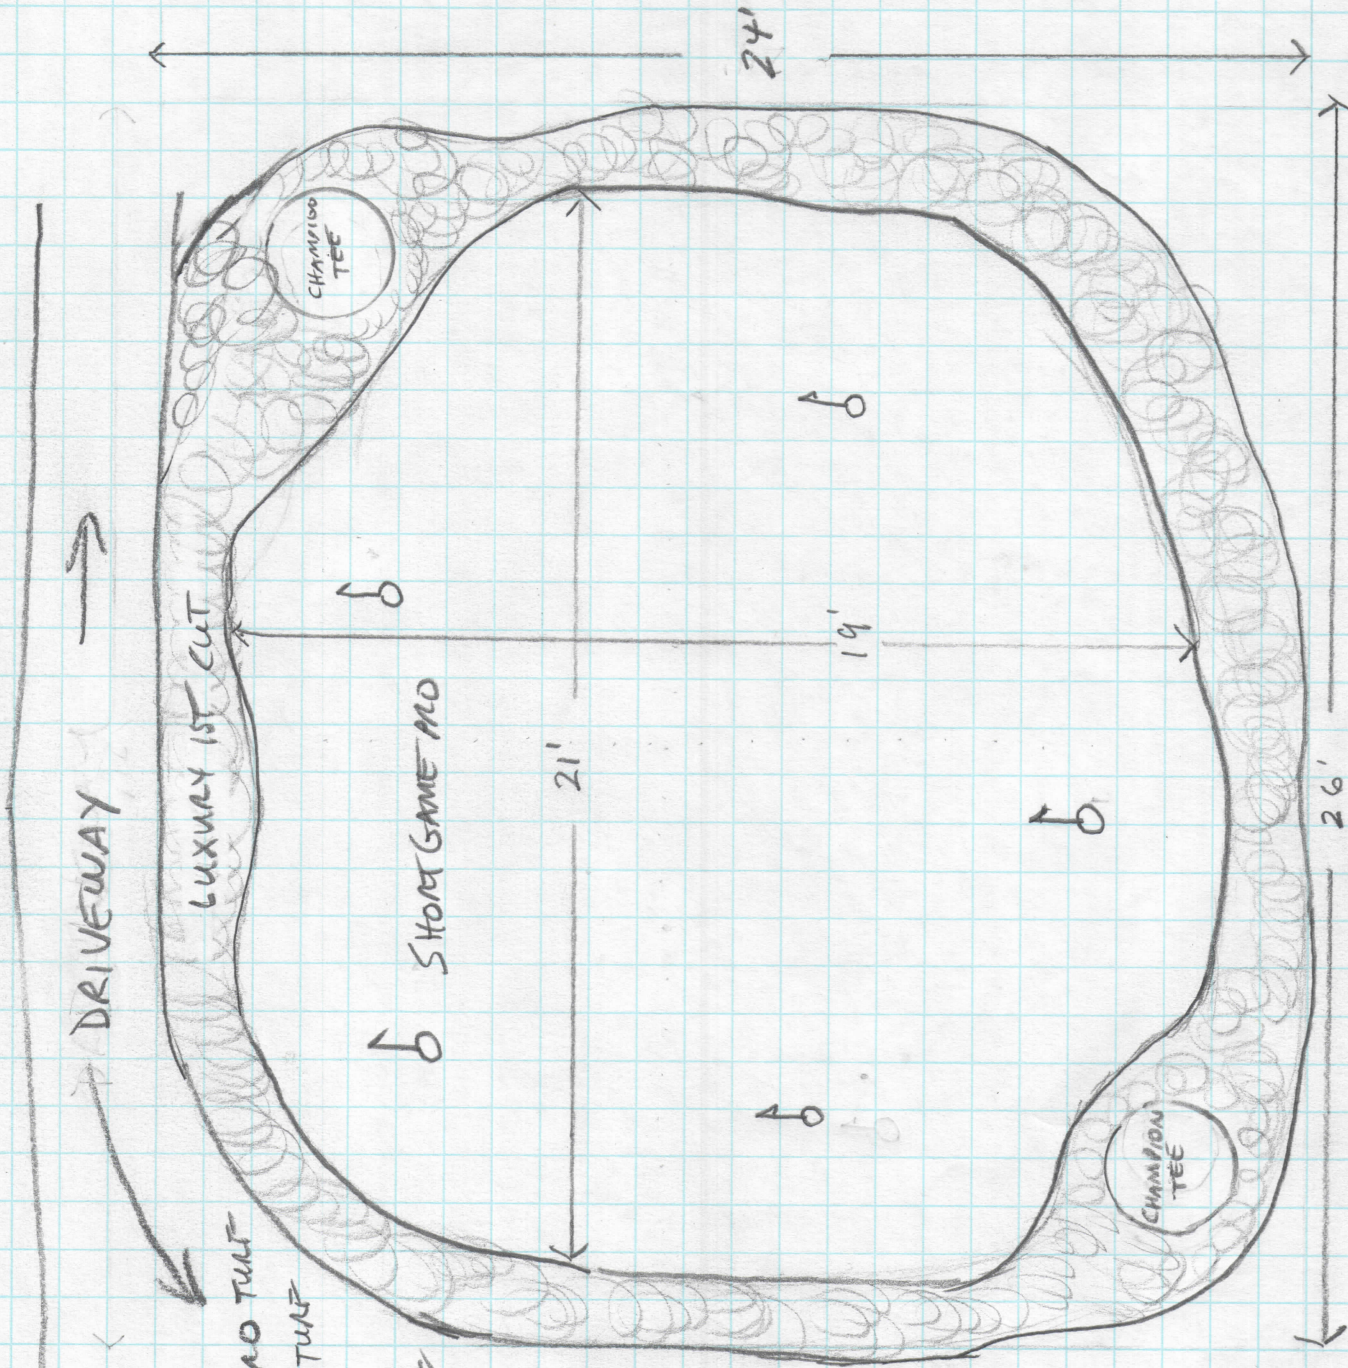 24'
CHAMPION
TEE
DRIVEWAY
LUXURY 1ST CUT
SHORTGAME PRO
21'
19'
26'
CHAMPION
TEE
TURF
TURF